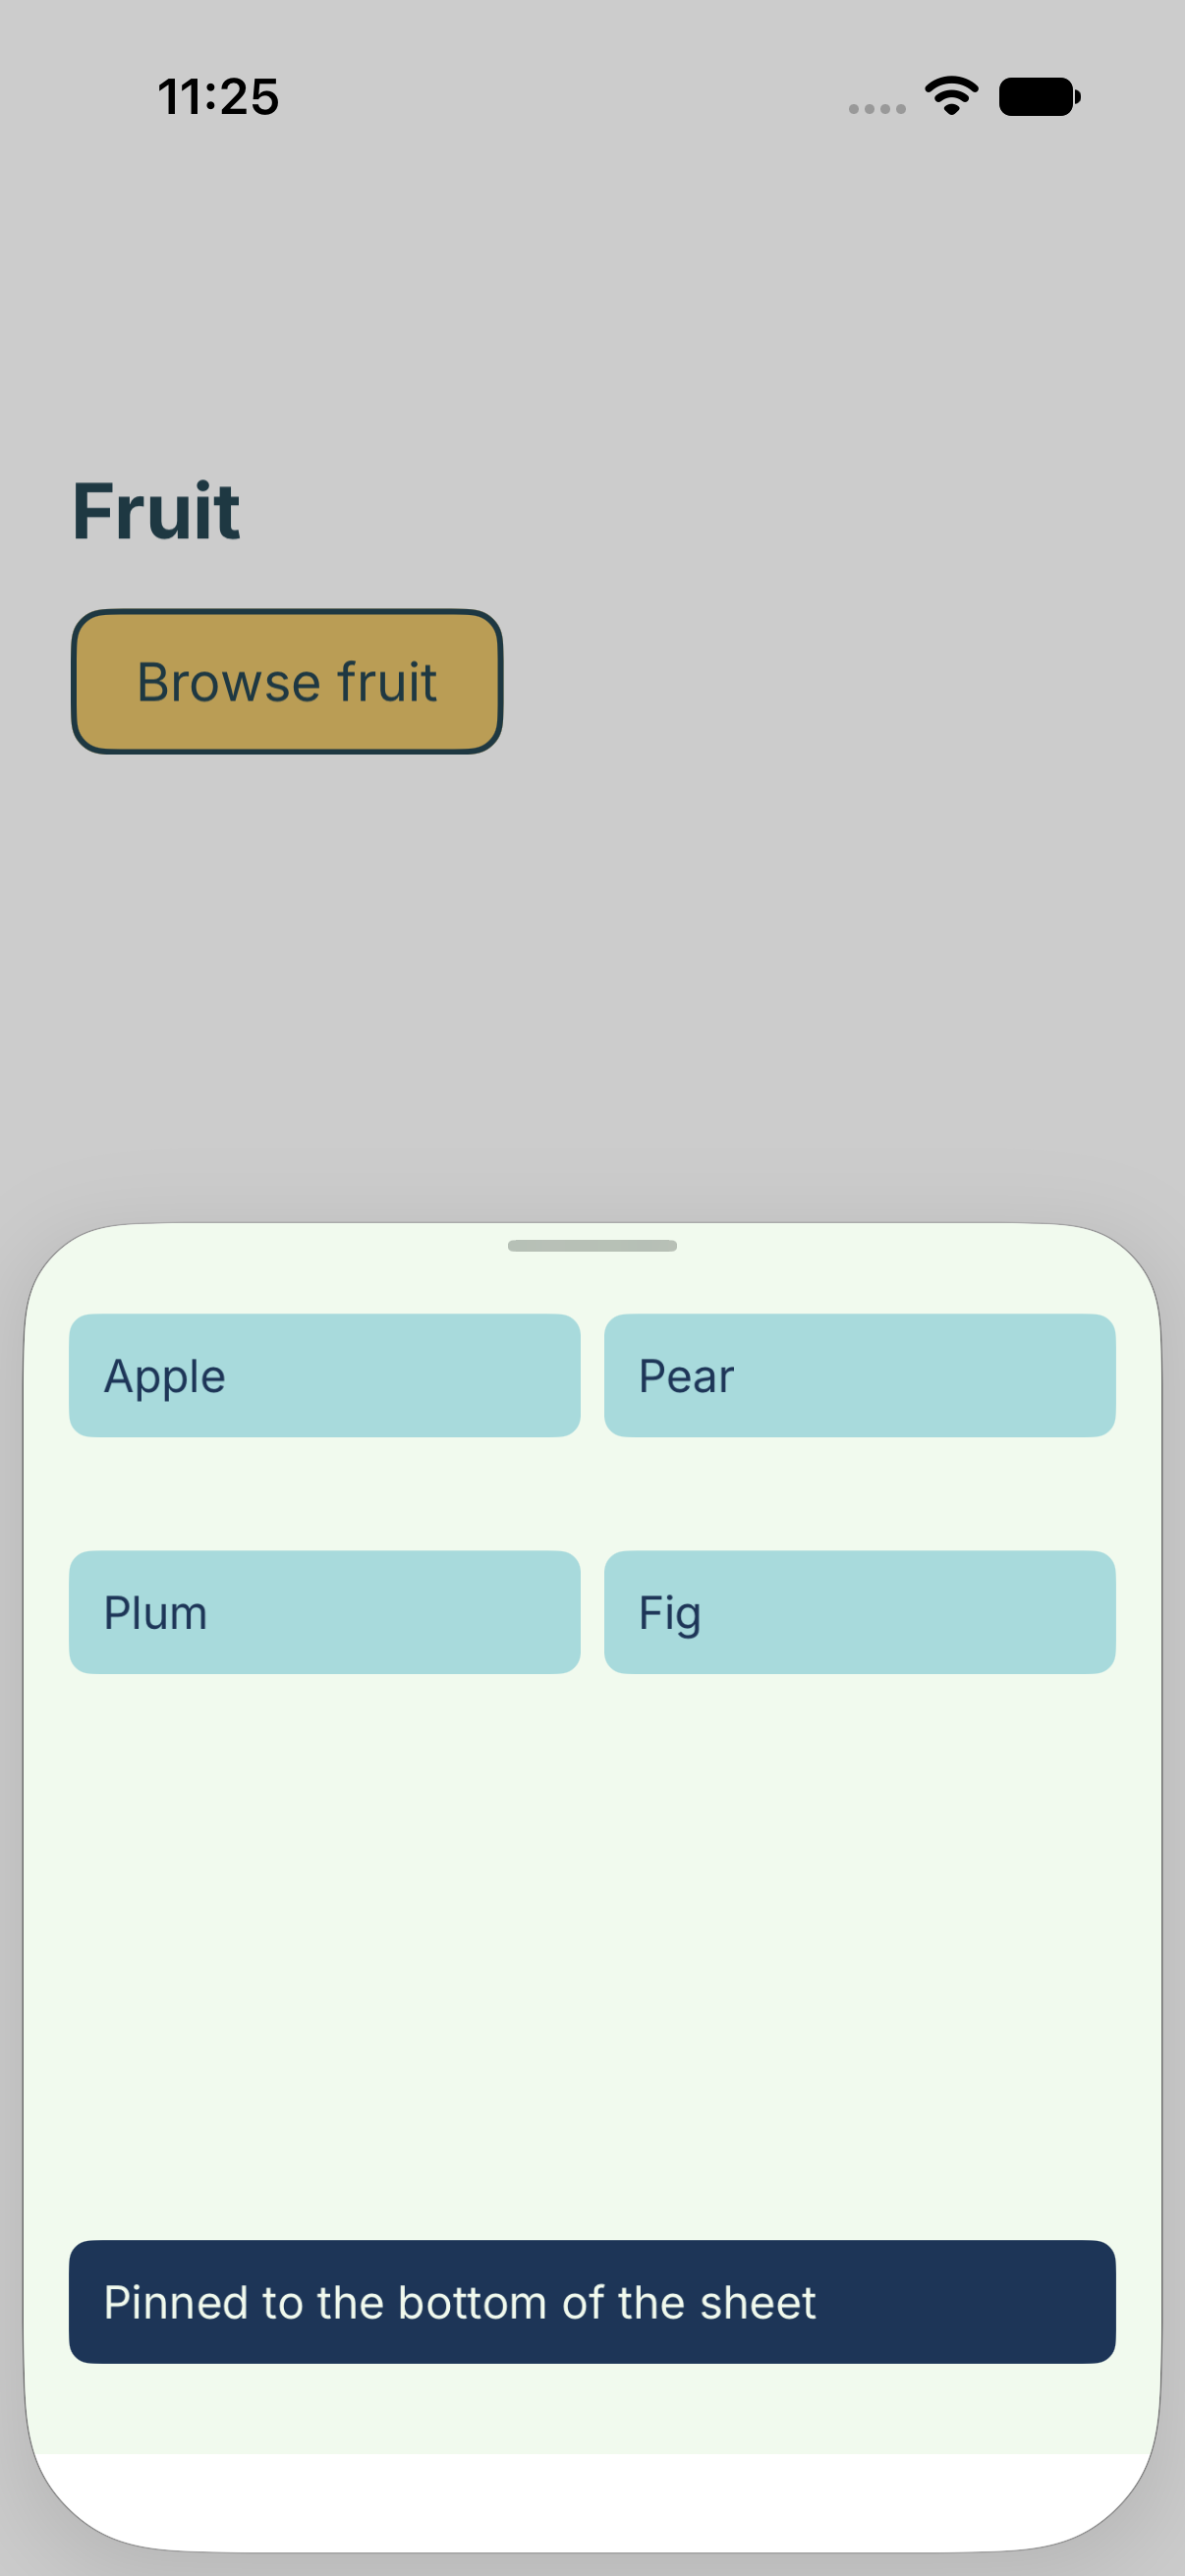 11:25
Fruit
Browse fruit
Apple
Pear
Plum
Fig
Pinned to the bottom of the sheet